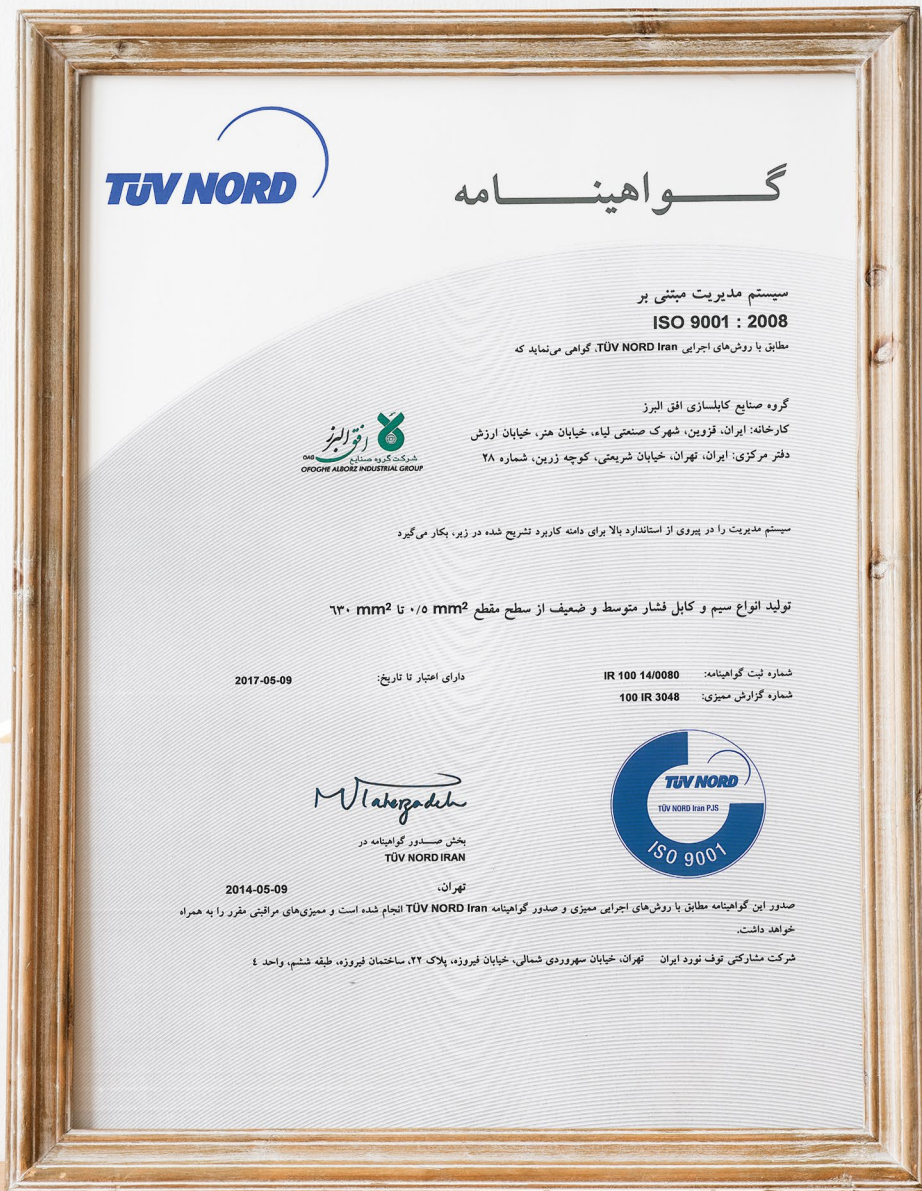 TÜV NORD
گواهینامه
سیستم مدیریت مبتنی بر
ISO 9001 : 2008
مطابق با روش‌های اجرایی TÜV NORD Iran، گواهی می‌نماید که
گروه صنایع کابلسازی افق البرز
کارخانه: ایران، قزوین، شهرک صنعتی لیاء، خیابان هنر، خیابان ارزش
دفتر مرکزی: ایران، تهران، خیابان شریعتی، کوچه زرین، شماره ۲۸
افق البرز
شرکت گروه صنایع
OAG
OFOGHE ALBORZ INDUSTRIAL GROUP
سیستم مدیریت را در پیروی از استاندارد بالا برای دامنه کاربرد تشریح شده در زیر، بکار می‌گیرد
تولید انواع سیم و کابل فشار متوسط و ضعیف از سطح مقطع ۰/۵ mm² تا ۶۳۰ mm²
شماره ثبت گواهینامه: IR 100 14/0080 دارای اعتبار تا تاریخ: 2017-05-09
شماره گزارش ممیزی: 100 IR 3048
TÜV NORD
TÜV NORD Iran PJS
ISO 9001
M Taherzadeh
بخش صدور گواهینامه در
TÜV NORD IRAN
تهران، 2014-05-09
صدور این گواهینامه مطابق با روش‌های اجرایی ممیزی و صدور گواهینامه TÜV NORD Iran انجام شده است و ممیزی‌های مراقبتی مقرر را به همراه
خواهد داشت.
شرکت مشارکتی توف نورد ایران تهران، خیابان سهروردی شمالی، خیابان فیروزه، پلاک ۲۲، ساختمان فیروزه، طبقه ششم، واحد ٤